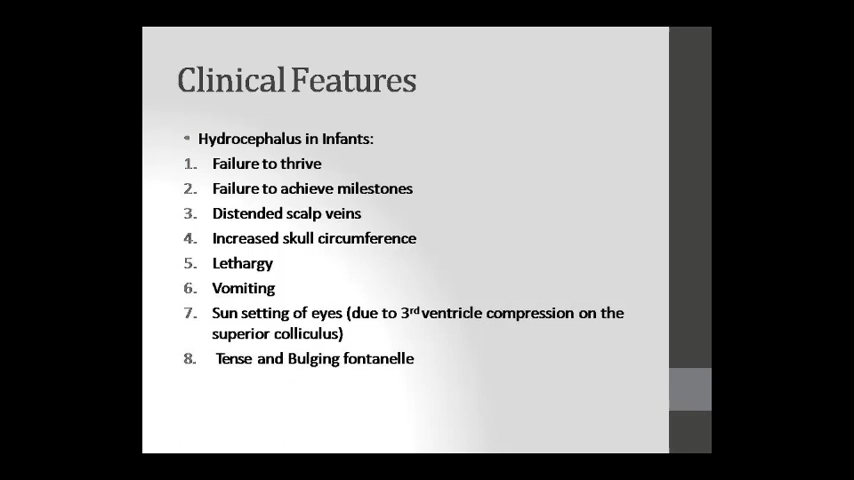 Clinical Features
• Hydrocephalus in Infants:
1. Failure to thrive
2. Failure to achieve milestones
3. Distended scalp veins
4. Increased skull circumference
5. Lethargy
6. Vomiting
7. Sun setting of eyes (due to 3rd ventricle compression on the
superior colliculus)
8. Tense and Bulging fontanelle